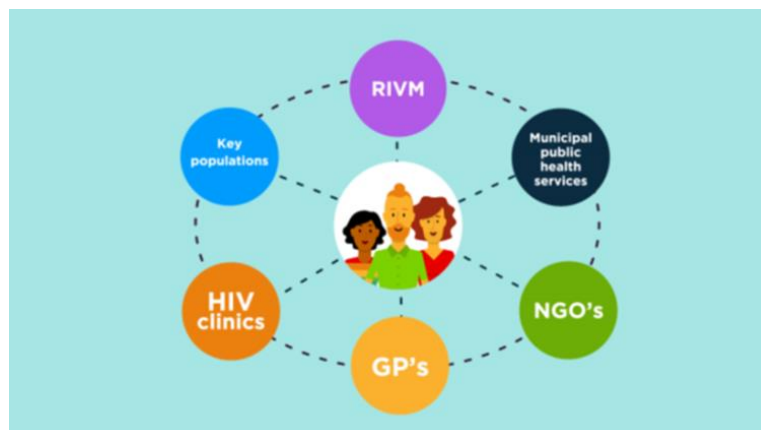 RIVM
Key
populations
Municipal
public
health
services
HIV
clinics
NGO's
GP's